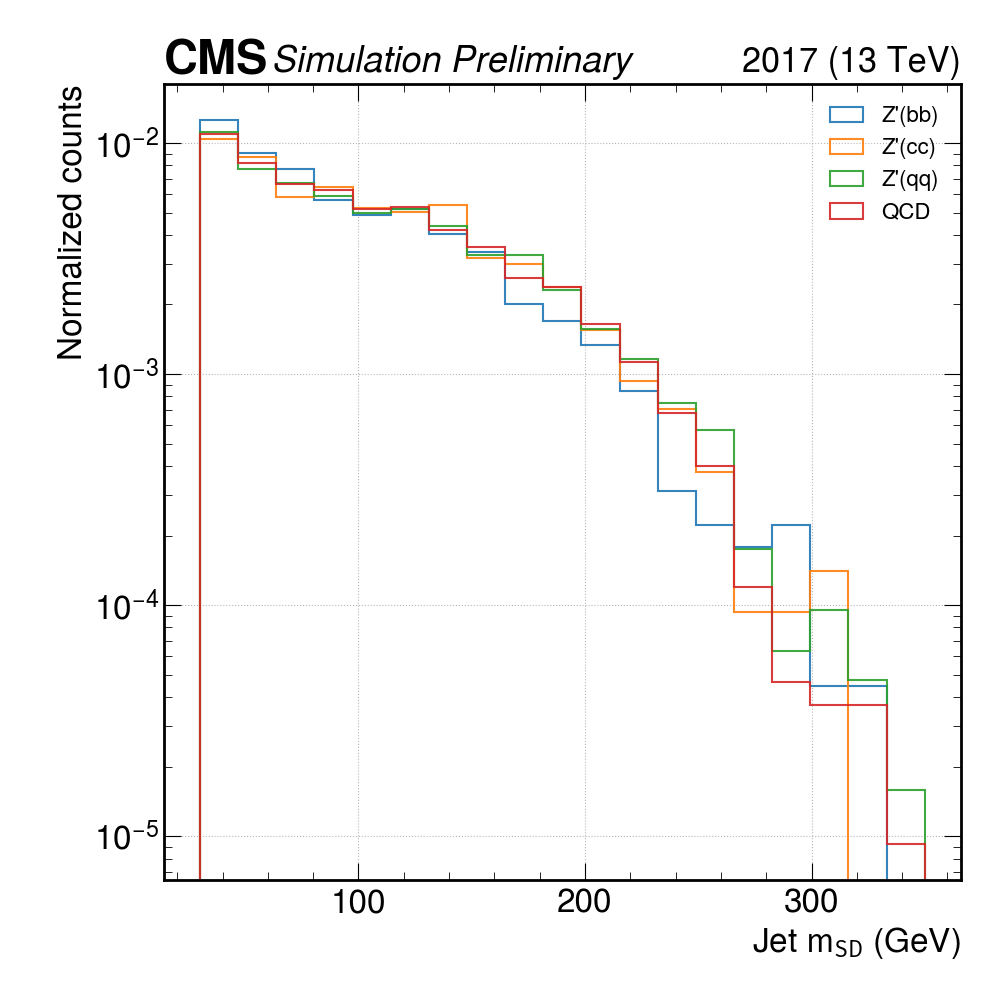 CMS Simulation Preliminary 2017 (13 TeV)
Normalized counts
10⁻²
10⁻³
10⁻⁴
10⁻⁵
Z'(bb)
Z'(cc)
Z'(qq)
QCD
100 200 300
Jet m_SD (GeV)